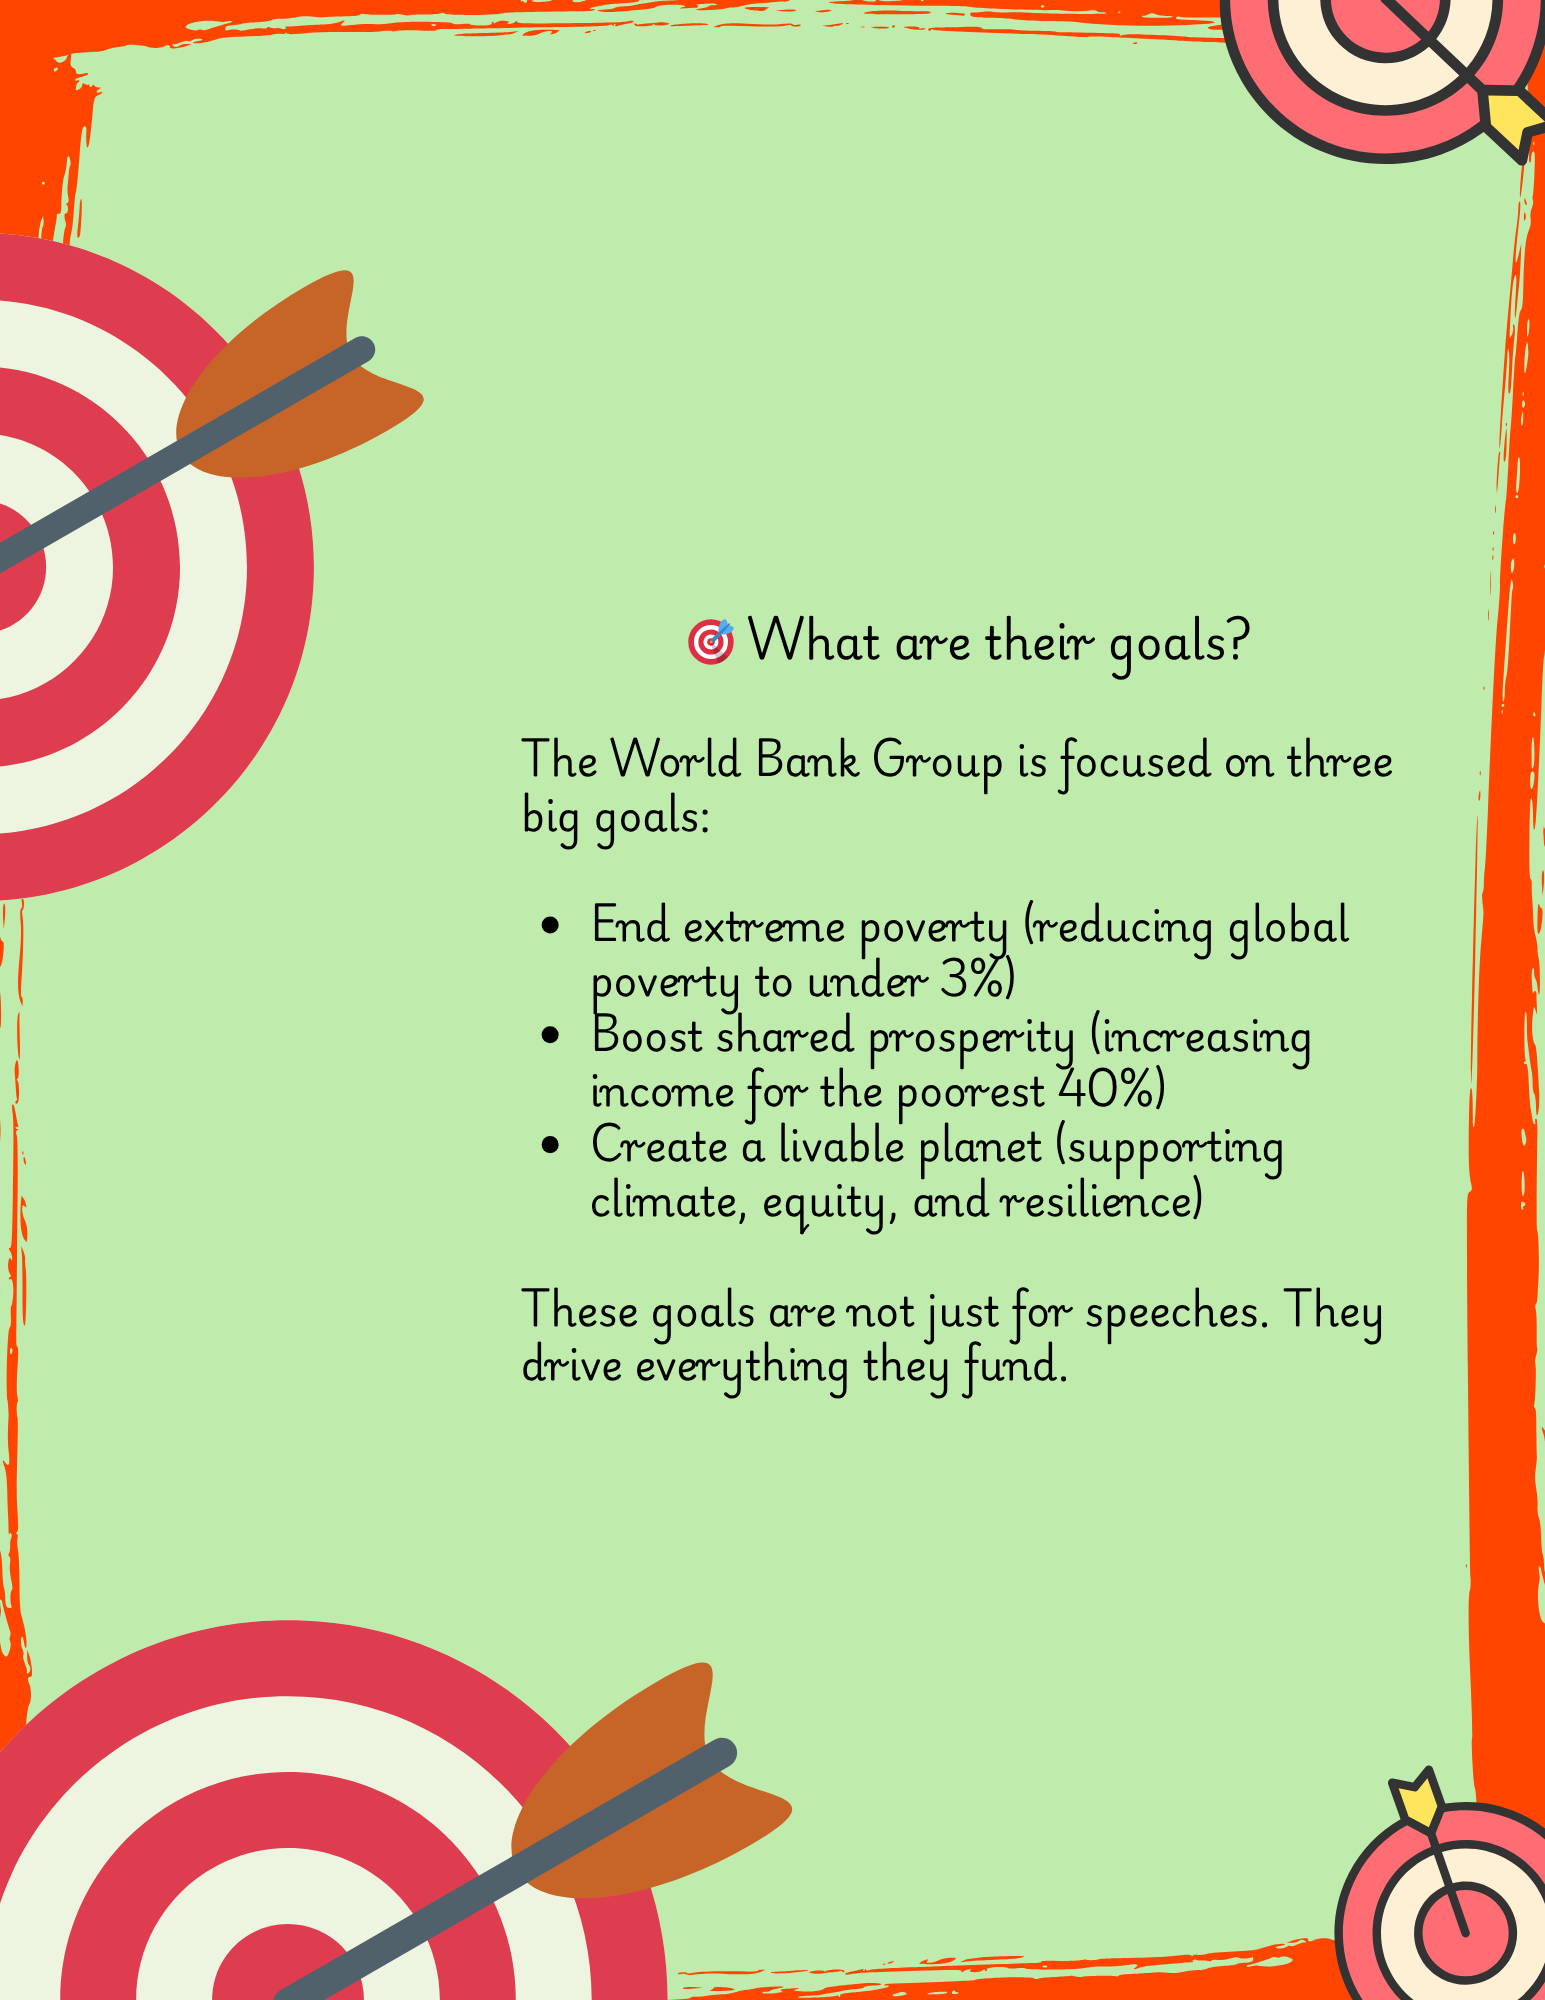 🎯 What are their goals?
The World Bank Group is focused on three
big goals:
• End extreme poverty (reducing global
poverty to under 3%)
• Boost shared prosperity (increasing
income for the poorest 40%)
• Create a livable planet (supporting
climate, equity, and resilience)
These goals are not just for speeches. They
drive everything they fund.